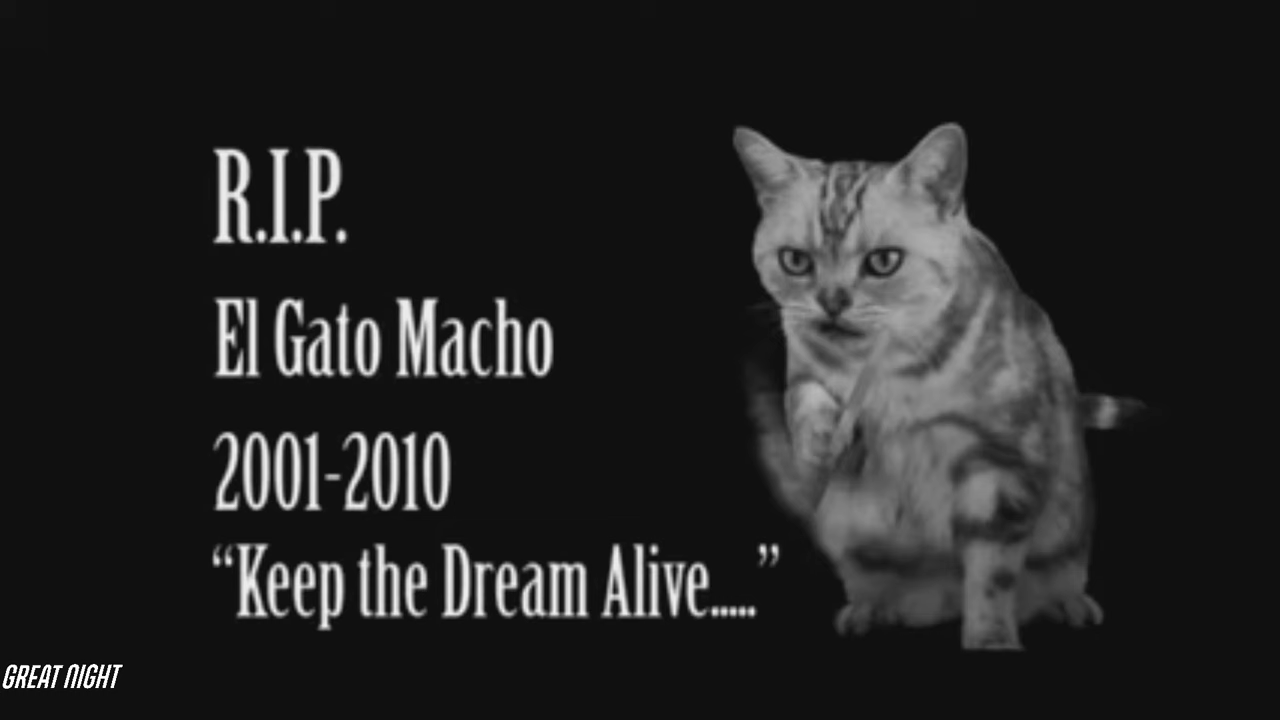 R.I.P.
El Gato Macho
2001-2010
“Keep the Dream Alive.....”
GREAT NIGHT